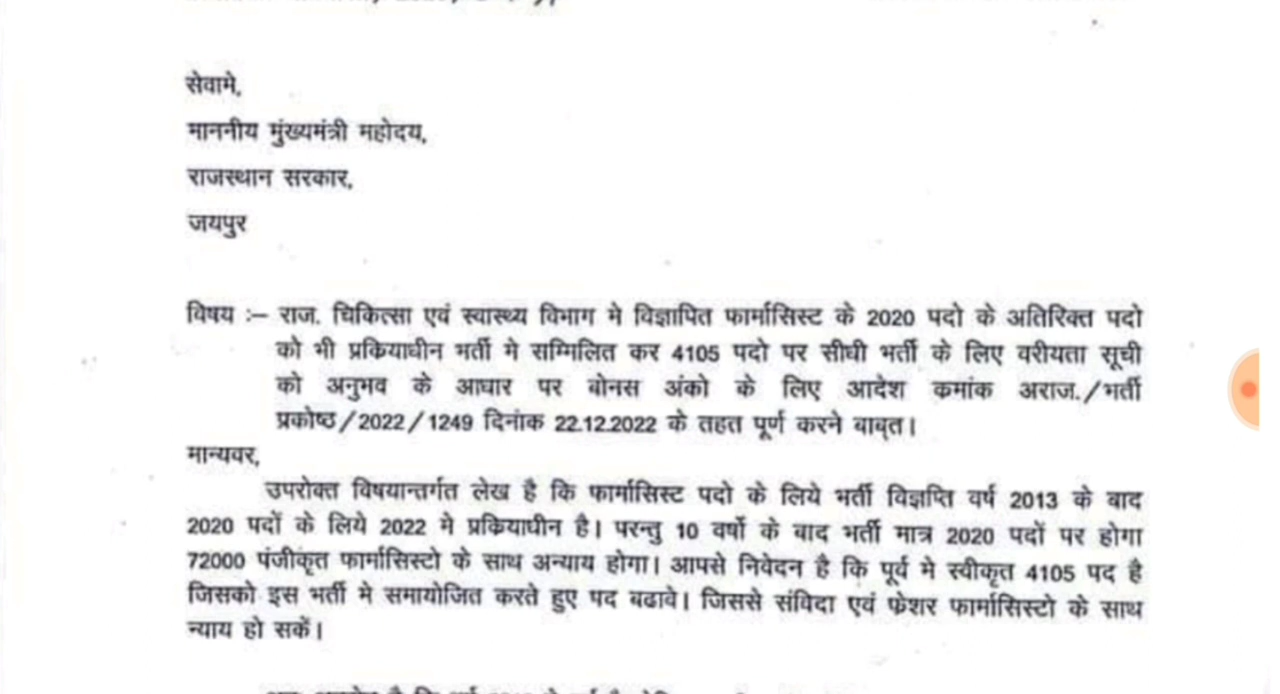 सेवामे,
माननीय मुंख्यमंत्री महोदय,
राजस्थान सरकार,
जयपुर
विषय :– राज. चिकित्सा एवं स्वास्थ्य विभाग मे विज्ञापित फार्मासिस्ट के 2020 पदो के अतिरिक्त पदो
को भी प्रकियाधीन भर्ती मे सम्मिलित कर 4105 पदो पर सीधी भर्ती के लिए वरीयता सूची
को अनुभव के आधार पर बोनस अंको के लिए आदेश कमांक अराज./भर्ती
प्रकोष्ठ/2022/1249 दिनांक 22.12.2022 के तहत पूर्ण करने बाबत।
मान्यवर,
उपरोक्त विषयान्तर्गत लेख है कि फार्मासिस्ट पदो के लिये भर्ती विज्ञप्ति वर्ष 2013 के बाद
2020 पदों के लिये 2022 मे प्रकियाधीन है। परन्तु 10 वर्षो के बाद भर्ती मात्र 2020 पदों पर होगा
72000 पंजीकृत फार्मासिस्टो के साथ अन्याय होगा। आपसे निवेदन है कि पूर्व मे स्वीकृत 4105 पद है
जिसको इस भर्ती मे समायोजित करते हुए पद बढावे। जिससे संविदा एवं फ्रेशर फार्मासिस्टो के साथ
न्याय हो सकें।